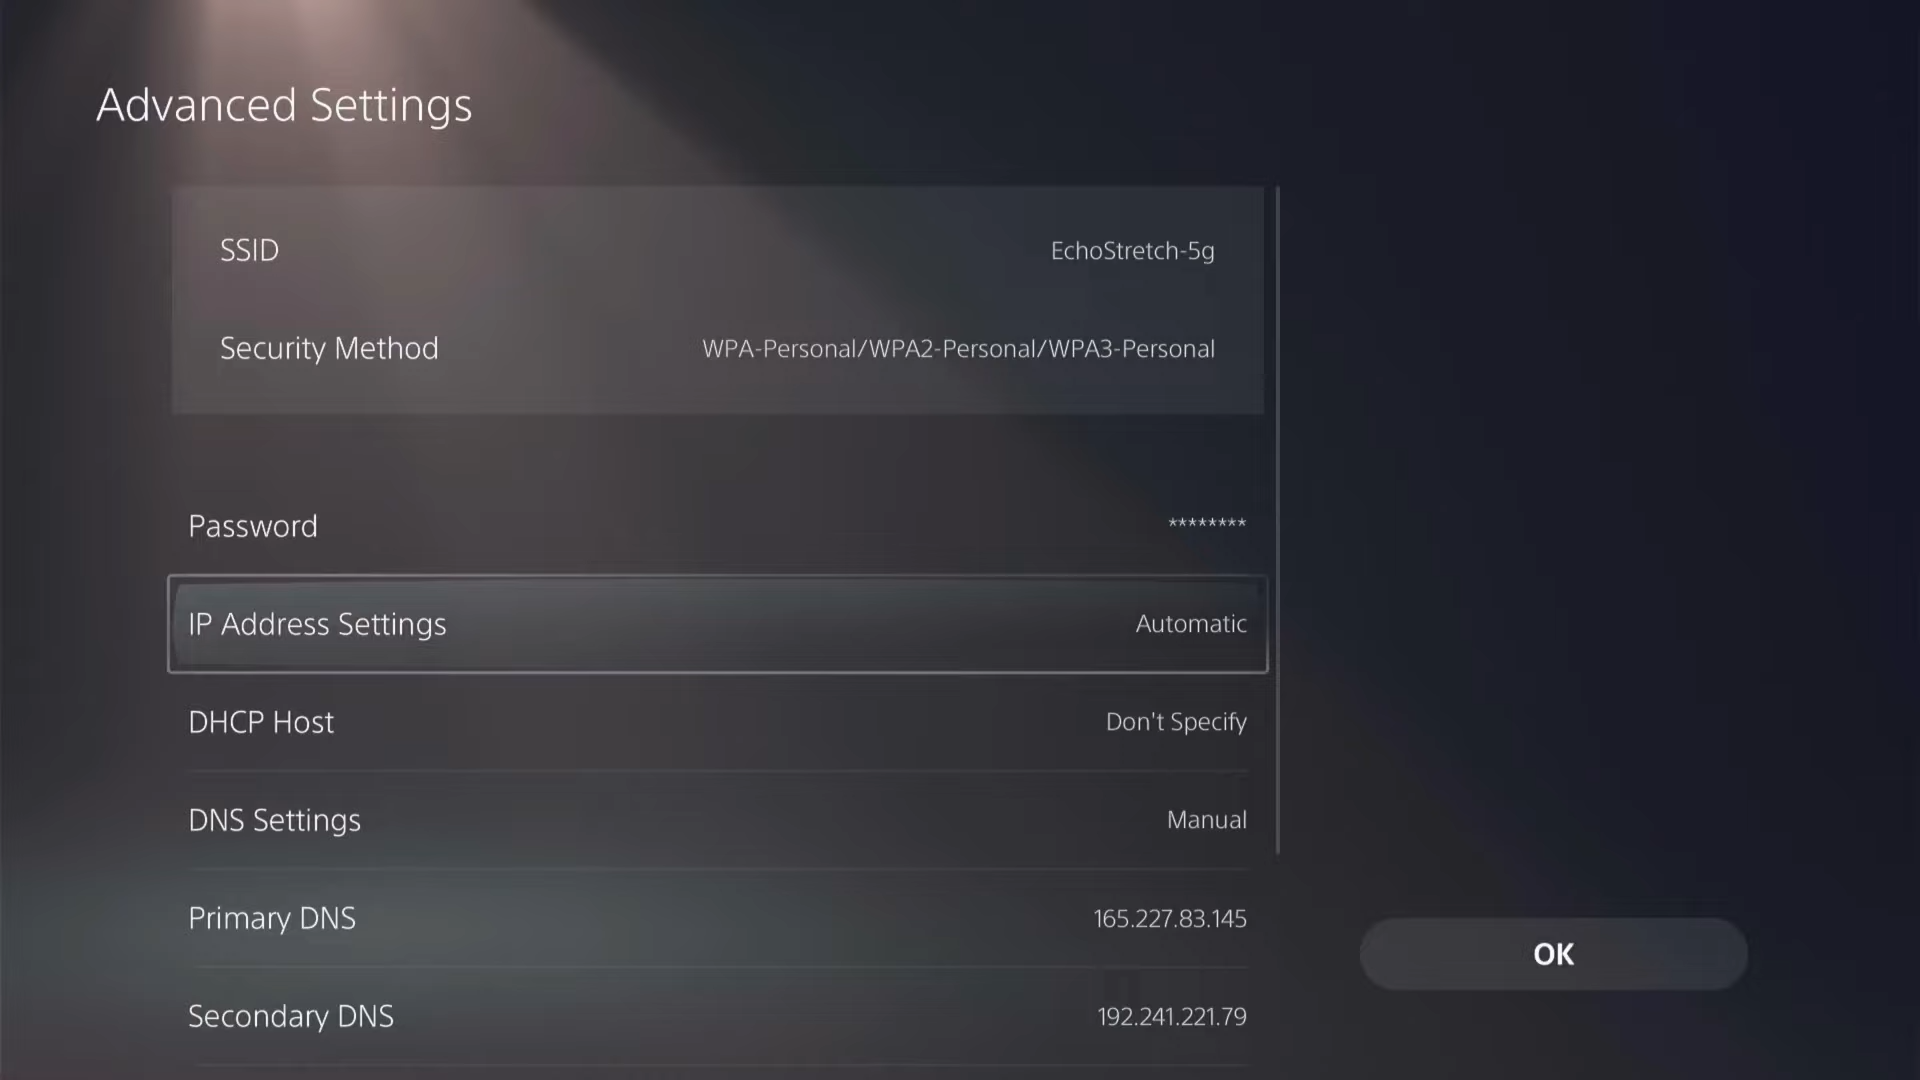 Advanced Settings
SSID EchoStretch-5g
Security Method WPA-Personal/WPA2-Personal/WPA3-Personal
Password ********
IP Address Settings Automatic
DHCP Host Don't Specify
DNS Settings Manual
Primary DNS 165.227.83.145
OK
Secondary DNS 192.241.221.79